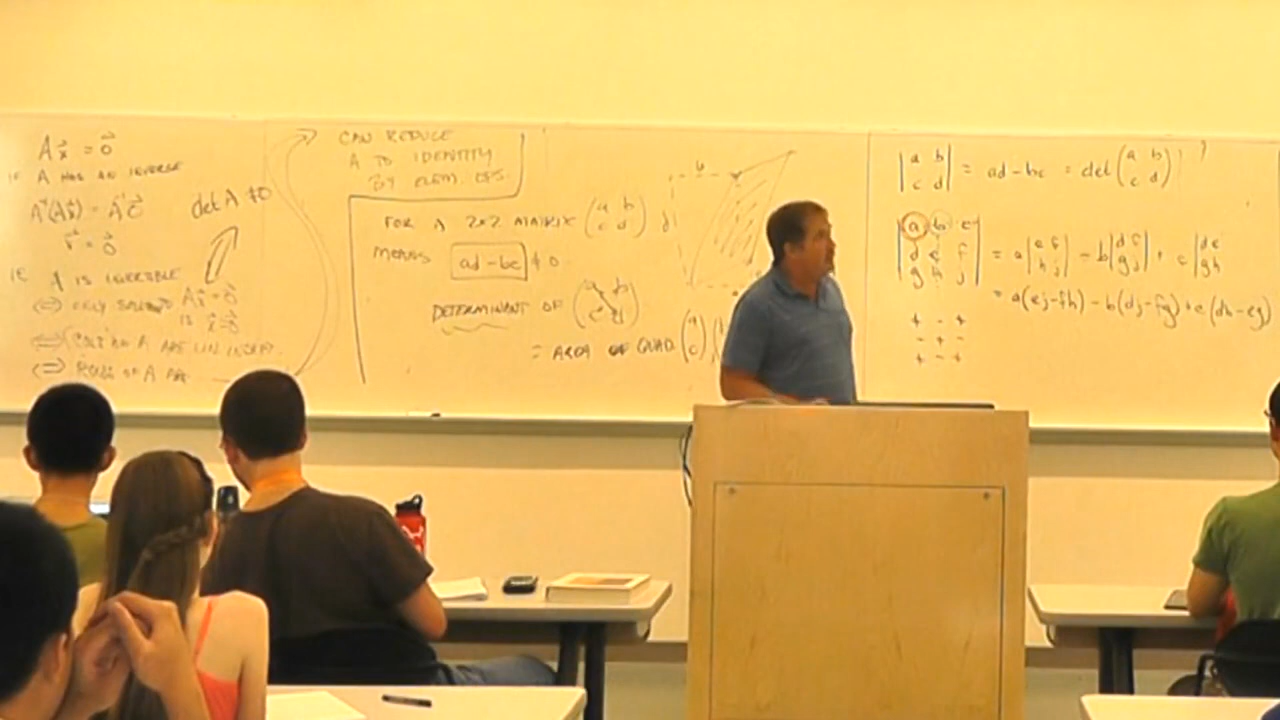 A x⃗ = 0⃗
IF A HAS AN INVERSE
A⁻¹(Ax⃗) = A⁻¹0⃗
= 0⃗
det A ≠ 0
A IS INVERTIBLE
⟺ ONLY SOLN TO Ax⃗ = 0⃗
IS x⃗ = 0⃗
⟺ COLS OF A ARE LIN. INDEP.
⟺ ROWS OF A ARE
CAN REDUCE
A TO IDENTITY
BY ELEM. OPS.
FOR A 2×2 MATRIX (a b; c d)
MEANS ad-bc ≠ 0
DETERMINANT OF (a b; c d)
= AREA OF QUAD. (a; c)
|a b; c d| = ad-bc = det(a b; c d)
|a b c; d e f; g h j| = a|e f; h j| - b|d f; g j| + c|d e; g h|
= a(ej-fh) - b(dj-fg) + c(dh-eg)
+ - +
- + -
+ - +